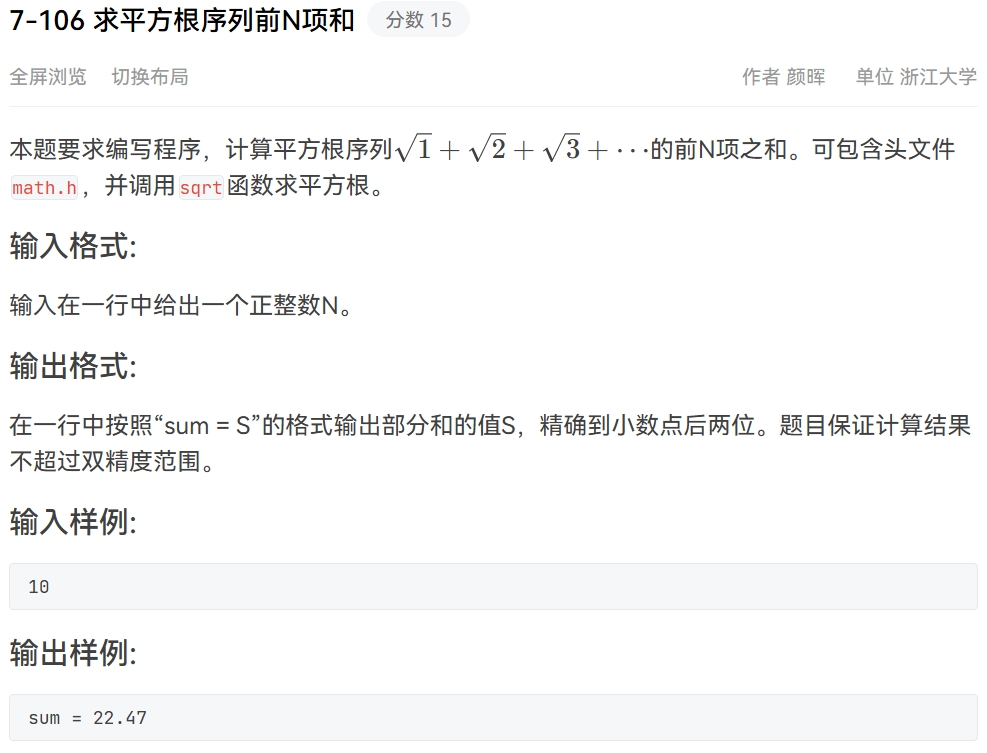 7-106 求平方根序列前N项和 分数 15
全屏浏览 切换布局 作者 颜晖 单位 浙江大学
本题要求编写程序，计算平方根序列√1 + √2 + √3 + ···的前N项之和。可包含头文件
math.h，并调用sqrt函数求平方根。
输入格式:
输入在一行中给出一个正整数N。
输出格式:
在一行中按照“sum = S”的格式输出部分和的值S，精确到小数点后两位。题目保证计算结果
不超过双精度范围。
输入样例:
10
输出样例:
sum = 22.47